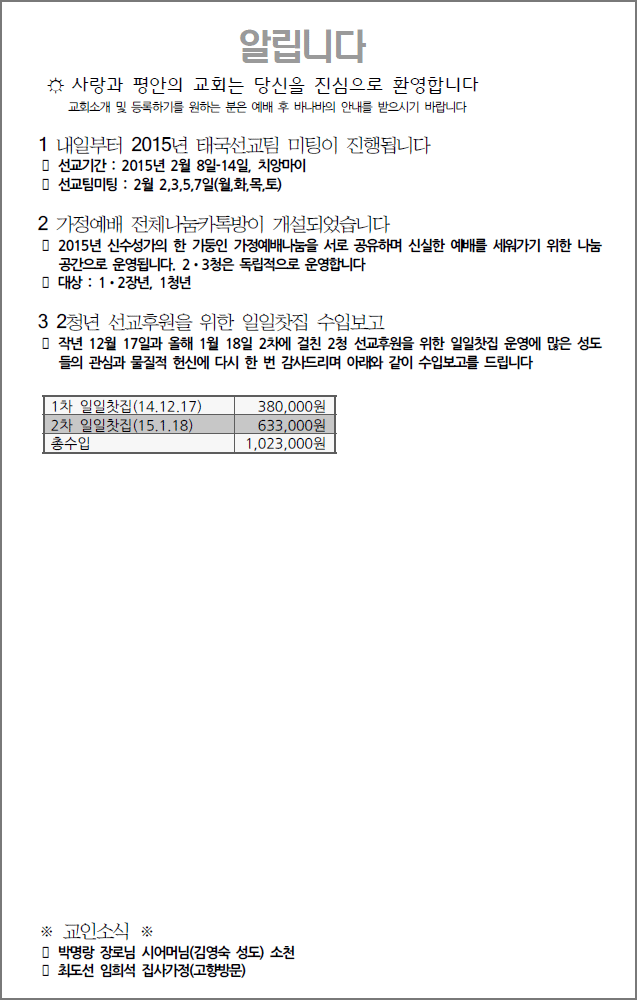 알립니다
☼ 사랑과 평안의 교회는 당신을 진심으로 환영합니다
교회소개 및 등록하기를 원하는 분은 예배 후 바나바의 안내를 받으시기 바랍니다
1 내일부터 2015년 태국선교팀 미팅이 진행됩니다
▯ 선교기간 : 2015년 2월 8일-14일, 치앙마이
▯ 선교팀미팅 : 2월 2,3,5,7일(월,화,목,토)
2 가정예배 전체나눔카톡방이 개설되었습니다
▯ 2015년 신수성가의 한 기둥인 가정예배나눔을 서로 공유하며 신실한 예배를 세워가기 위한 나눔
공간으로 운영됩니다. 2·3청은 독립적으로 운영합니다
▯ 대상 : 1·2장년, 1청년
3 2청년 선교후원을 위한 일일찻집 수입보고
▯ 작년 12월 17일과 올해 1월 18일 2차에 걸친 2청 선교후원을 위한 일일찻집 운영에 많은 성도
들의 관심과 물질적 헌신에 다시 한 번 감사드리며 아래와 같이 수입보고를 드립니다
1차 일일찻집(14.12.17) 380,000원
2차 일일찻집(15.1.18) 633,000원
총수입 1,023,000원
※ 교인소식 ※
▯ 박명랑 장로님 시어머님(김영숙 성도) 소천
▯ 최도선 임희석 집사가정(고향방문)